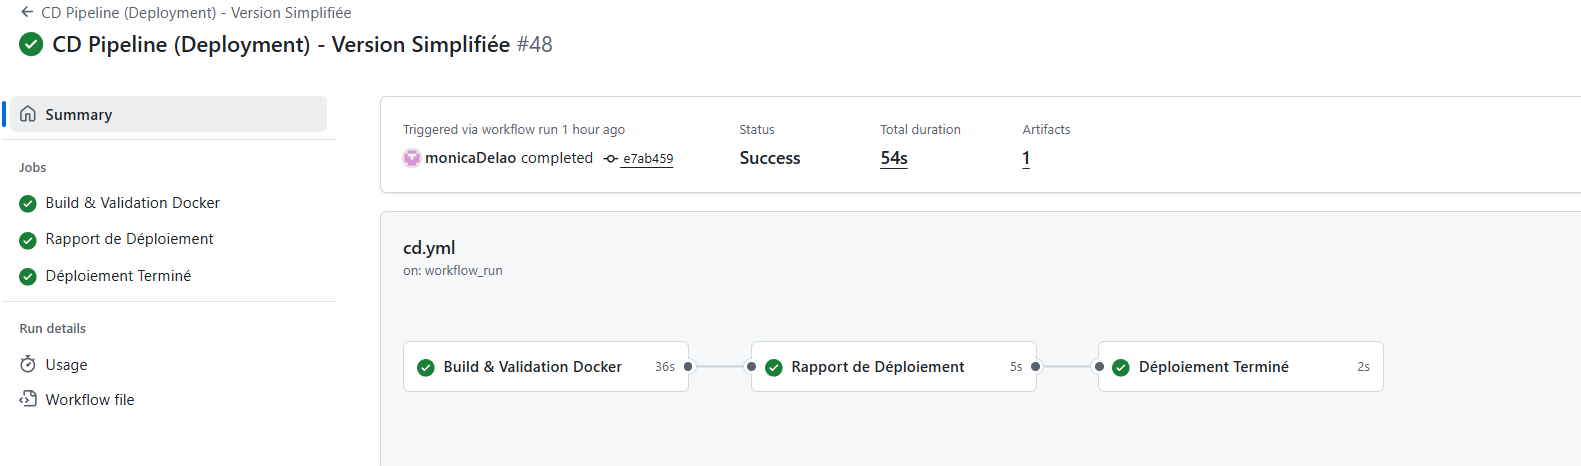 CD Pipeline (Deployment) - Version Simplifiée
CD Pipeline (Deployment) - Version Simplifiée #48
Summary
Jobs
Build & Validation Docker
Rapport de Déploiement
Déploiement Terminé
Run details
Usage
Workflow file
Triggered via workflow run 1 hour ago
monicaDelao completed e7ab459
Status
Success
Total duration
54s
Artifacts
1
cd.yml
on: workflow_run
Build & Validation Docker 36s
Rapport de Déploiement 5s
Déploiement Terminé 2s